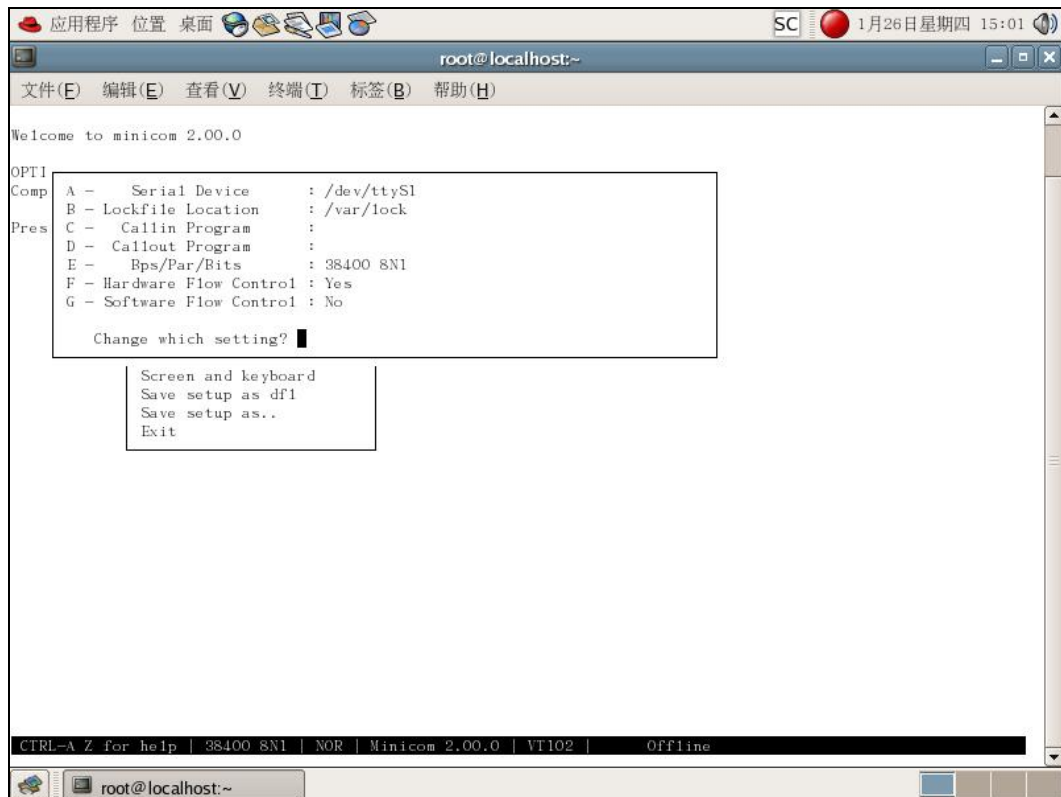 应用程序 位置 桌面 SC 1月26日星期四 15:01
root@localhost:~
文件(F) 编辑(E) 查看(V) 终端(T) 标签(B) 帮助(H)
Welcome to minicom 2.00.0
OPTI
Comp A - Serial Device : /dev/ttyS1
B - Lockfile Location : /var/lock
Pres C - Callin Program :
D - Callout Program :
E - Bps/Par/Bits : 38400 8N1
F - Hardware Flow Control : Yes
G - Software Flow Control : No
Change which setting?
Screen and keyboard
Save setup as df1
Save setup as..
Exit
CTRL-A Z for help | 38400 8N1 | NOR | Minicom 2.00.0 | VT102 | Offline
root@localhost:~